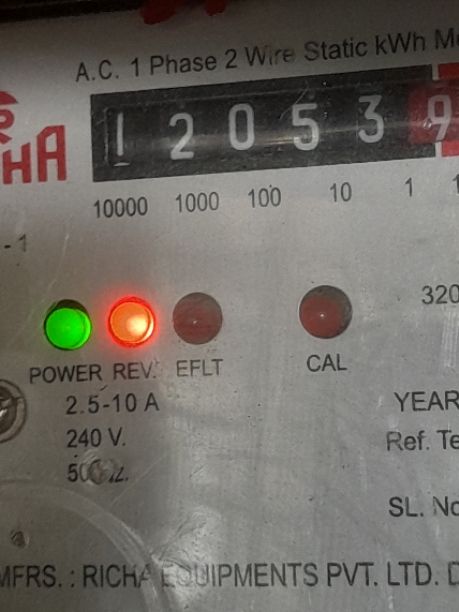 A.C. 1 Phase 2 Wire Static kWh
HA
1 2 0 5 3 9
10000 1000 100 10 1
- 1
320
POWER REV. EFLT CAL
2.5-10 A
YEAR
240 V.
Ref.
SL. No
MFRS. : RICHA EQUIPMENTS PVT. LTD.